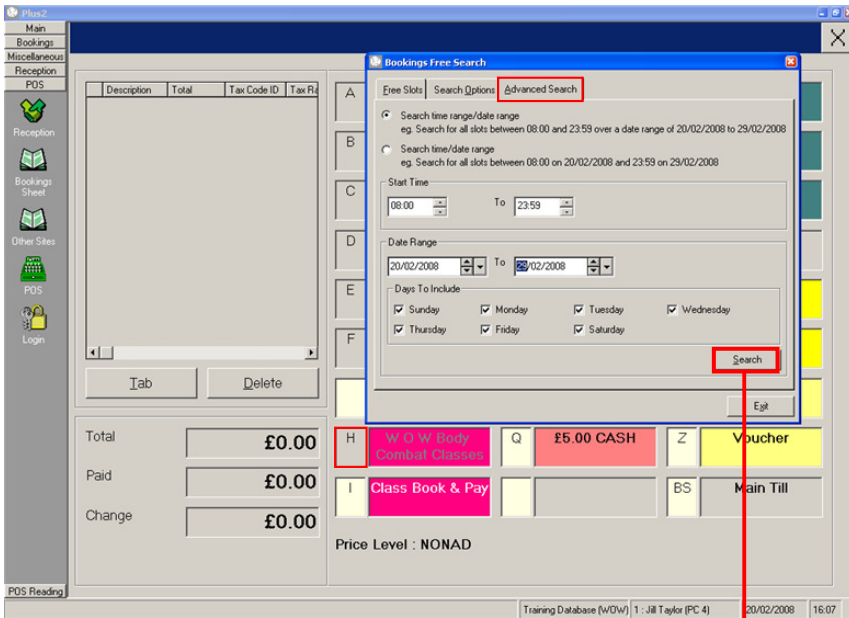 Plus2
Main
Bookings
Miscellaneous
Reception
POS
Reception
Bookings
Sheet
Other Sites
POS
Login
POS Reading
Description Total Tax Code ID Tax Ra
Tab Delete
Total £0.00
Paid £0.00
Change £0.00
A
B
C
D
E
F
Bookings Free Search
Free Slots Search Options Advanced Search
Search time range/date range
eg. Search for all slots between 08:00 and 23:59 over a date range of 20/02/2008 to 29/02/2008
Search time/date range
eg. Search for all slots between 08:00 on 20/02/2008 and 23:59 on 29/02/2008
Start Time
08:00 To 23:59
Date Range
20/02/2008 To 29/02/2008
Days To Include
Sunday Monday Tuesday Wednesday
Thursday Friday Saturday
Search
Exit
H W O W Body Q £5.00 CASH Z Voucher
Combat Classes
I Class Book & Pay BS Main Till
Price Level : NONAD
Training Database (WOW) 1 : Jill Taylor (PC 4) 20/02/2008 16:07